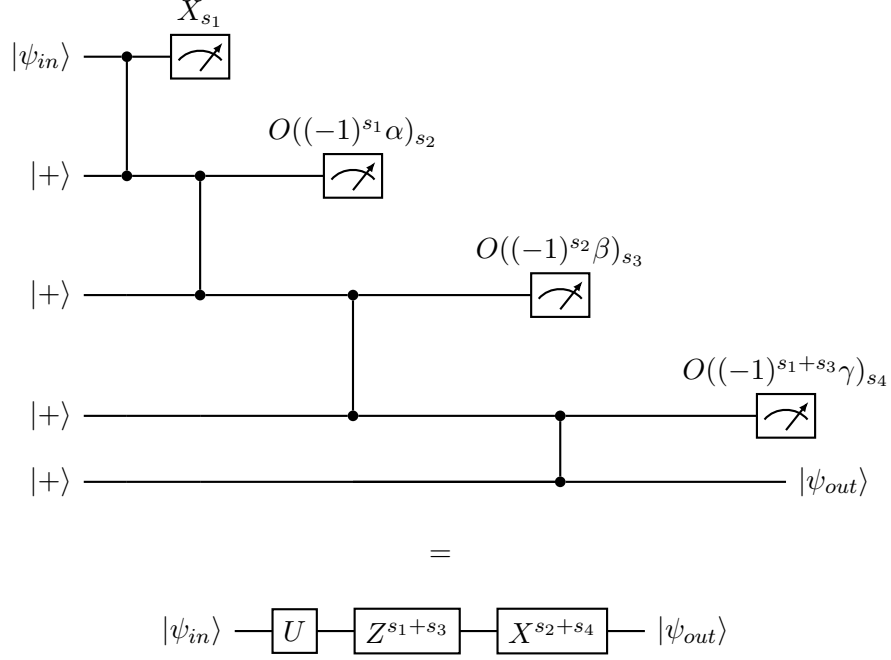 X_{s_1}
|ψ_{in}⟩
O((−1)^{s_1}α)_{s_2}
|+⟩
O((−1)^{s_2}β)_{s_3}
|+⟩
O((−1)^{s_1+s_3}γ)_{s_4}
|+⟩
|+⟩ |ψ_{out}⟩
=
|ψ_{in}⟩ U Z^{s_1+s_3} X^{s_2+s_4} |ψ_{out}⟩